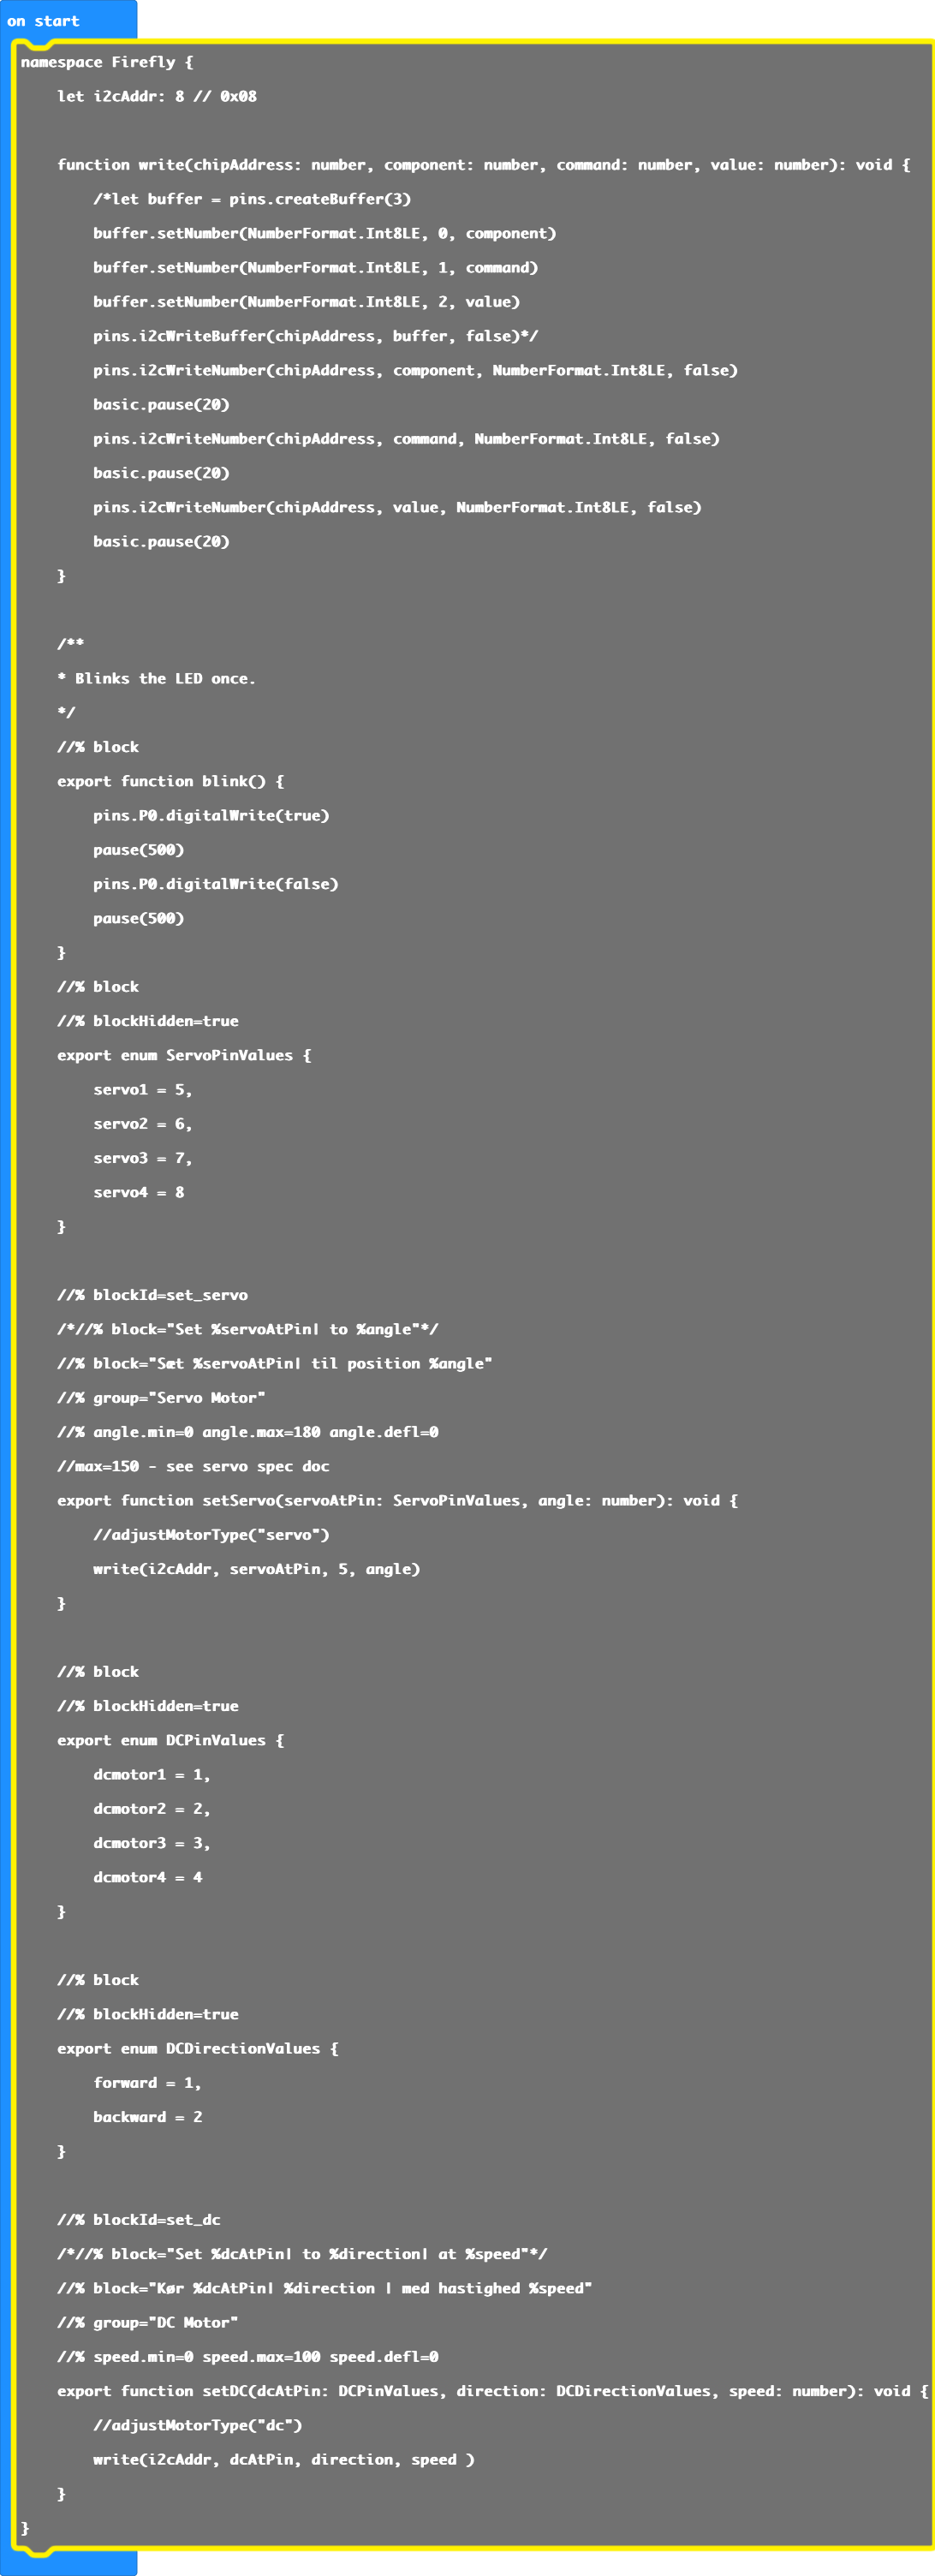 on start
namespace Firefly {
let i2cAddr: 8 // 0x08
function write(chipAddress: number, component: number, command: number, value: number): void {
/*let buffer = pins.createBuffer(3)
buffer.setNumber(NumberFormat.Int8LE, 0, component)
buffer.setNumber(NumberFormat.Int8LE, 1, command)
buffer.setNumber(NumberFormat.Int8LE, 2, value)
pins.i2cWriteBuffer(chipAddress, buffer, false)*/
pins.i2cWriteNumber(chipAddress, component, NumberFormat.Int8LE, false)
basic.pause(20)
pins.i2cWriteNumber(chipAddress, command, NumberFormat.Int8LE, false)
basic.pause(20)
pins.i2cWriteNumber(chipAddress, value, NumberFormat.Int8LE, false)
basic.pause(20)
}
/**
* Blinks the LED once.
*/
//% block
export function blink() {
pins.P0.digitalWrite(true)
pause(500)
pins.P0.digitalWrite(false)
pause(500)
}
//% block
//% blockHidden=true
export enum ServoPinValues {
servo1 = 5,
servo2 = 6,
servo3 = 7,
servo4 = 8
}
//% blockId=set_servo
/*//% block="Set %servoAtPin| to %angle"*/
//% block="Sæt %servoAtPin| til position %angle"
//% group="Servo Motor"
//% angle.min=0 angle.max=180 angle.defl=0
//max=150 - see servo spec doc
export function setServo(servoAtPin: ServoPinValues, angle: number): void {
//adjustMotorType("servo")
write(i2cAddr, servoAtPin, 5, angle)
}
//% block
//% blockHidden=true
export enum DCPinValues {
dcmotor1 = 1,
dcmotor2 = 2,
dcmotor3 = 3,
dcmotor4 = 4
}
//% block
//% blockHidden=true
export enum DCDirectionValues {
forward = 1,
backward = 2
}
//% blockId=set_dc
/*//% block="Set %dcAtPin| to %direction| at %speed"*/
//% block="Kør %dcAtPin| %direction | med hastighed %speed"
//% group="DC Motor"
//% speed.min=0 speed.max=100 speed.defl=0
export function setDC(dcAtPin: DCPinValues, direction: DCDirectionValues, speed: number): void {
//adjustMotorType("dc")
write(i2cAddr, dcAtPin, direction, speed )
}
}